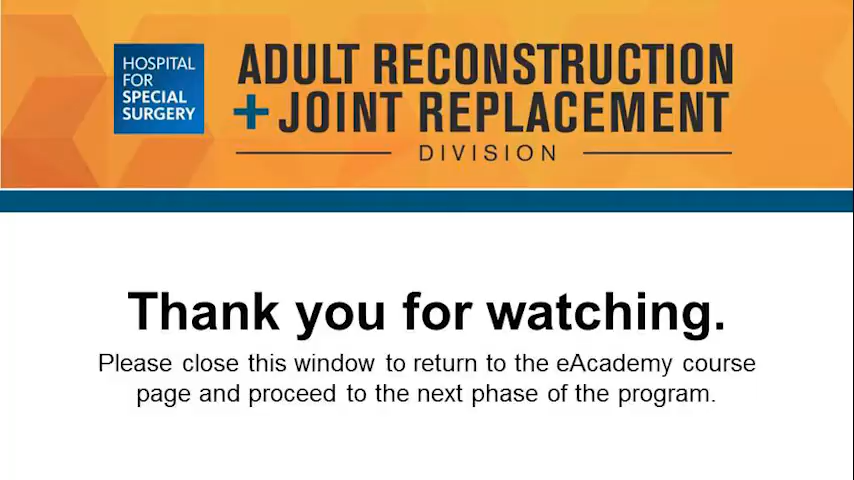 HOSPITAL
FOR
SPECIAL
SURGERY
ADULT RECONSTRUCTION
+ JOINT REPLACEMENT
DIVISION
Thank you for watching.
Please close this window to return to the eAcademy course
page and proceed to the next phase of the program.